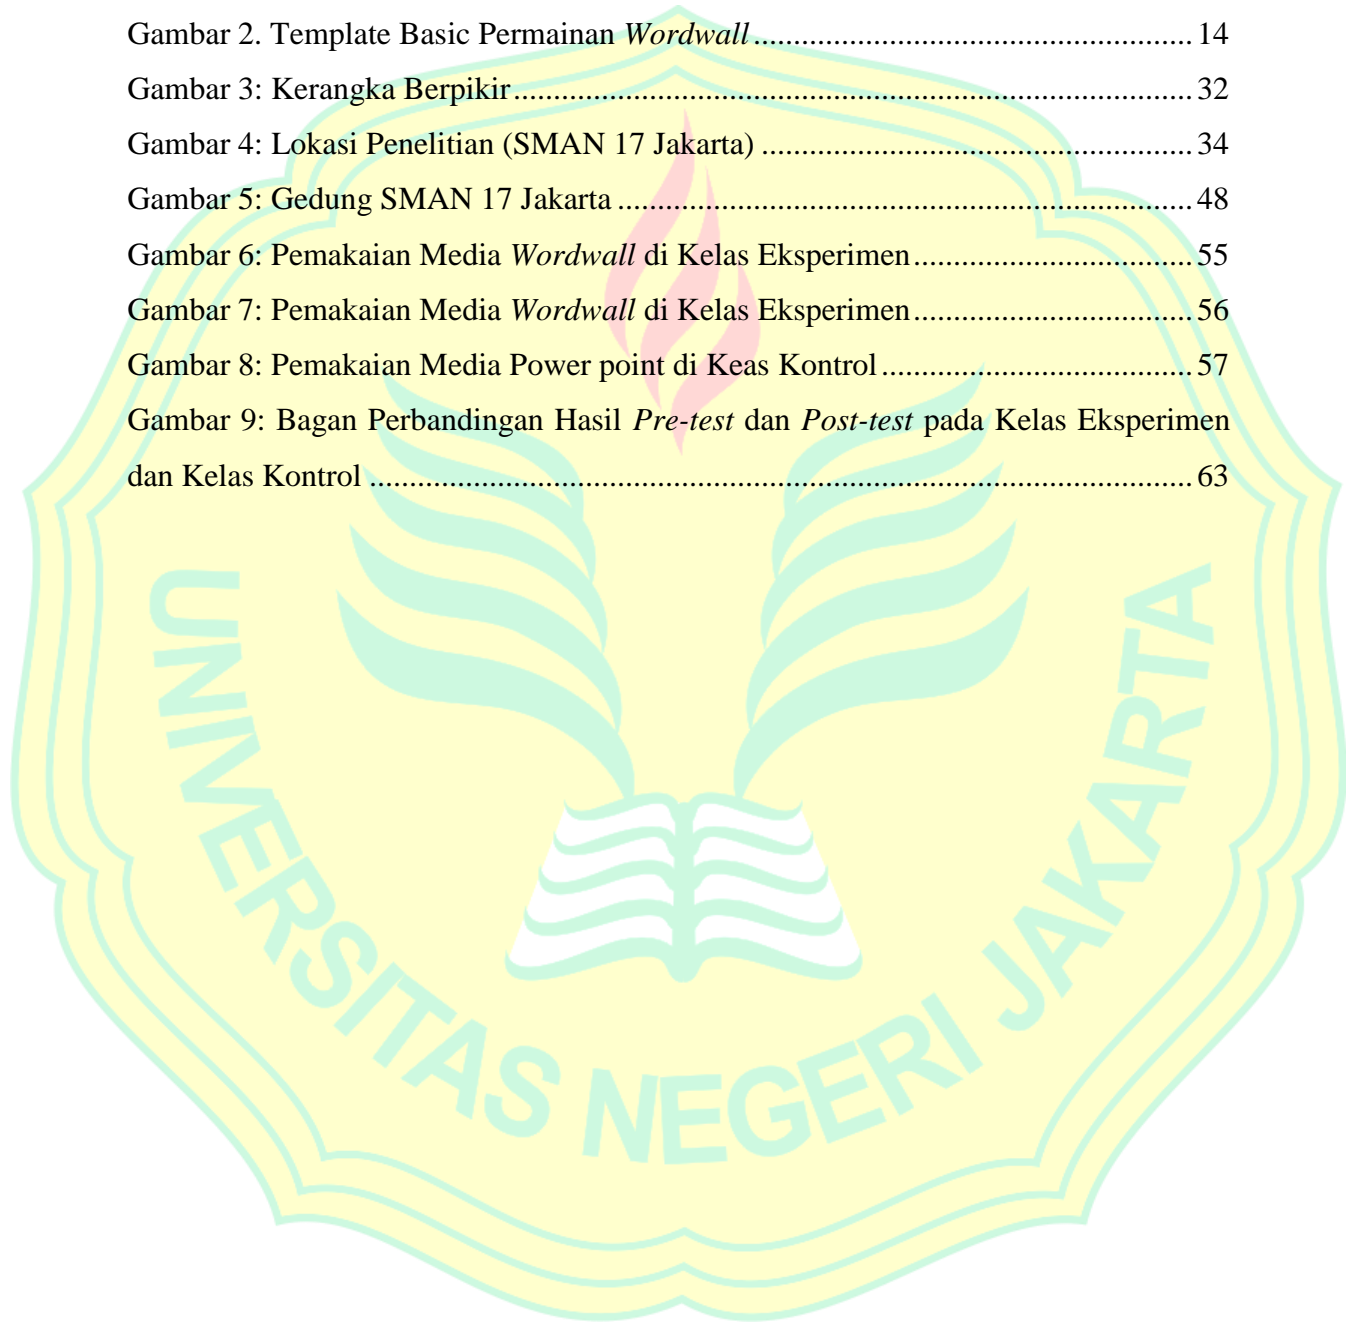 Gambar 2. Template Basic Permainan Wordwall ........................................................ 14
Gambar 3: Kerangka Berpikir ........................................................ 32
Gambar 4: Lokasi Penelitian (SMAN 17 Jakarta) ........................................................ 34
Gambar 5: Gedung SMAN 17 Jakarta ........................................................ 48
Gambar 6: Pemakaian Media Wordwall di Kelas Eksperimen ........................................................ 55
Gambar 7: Pemakaian Media Wordwall di Kelas Eksperimen ........................................................ 56
Gambar 8: Pemakaian Media Power point di Keas Kontrol ........................................................ 57
Gambar 9: Bagan Perbandingan Hasil Pre-test dan Post-test pada Kelas Eksperimen
dan Kelas Kontrol ........................................................ 63
UNIVERSITAS NEGERI JAKARTA